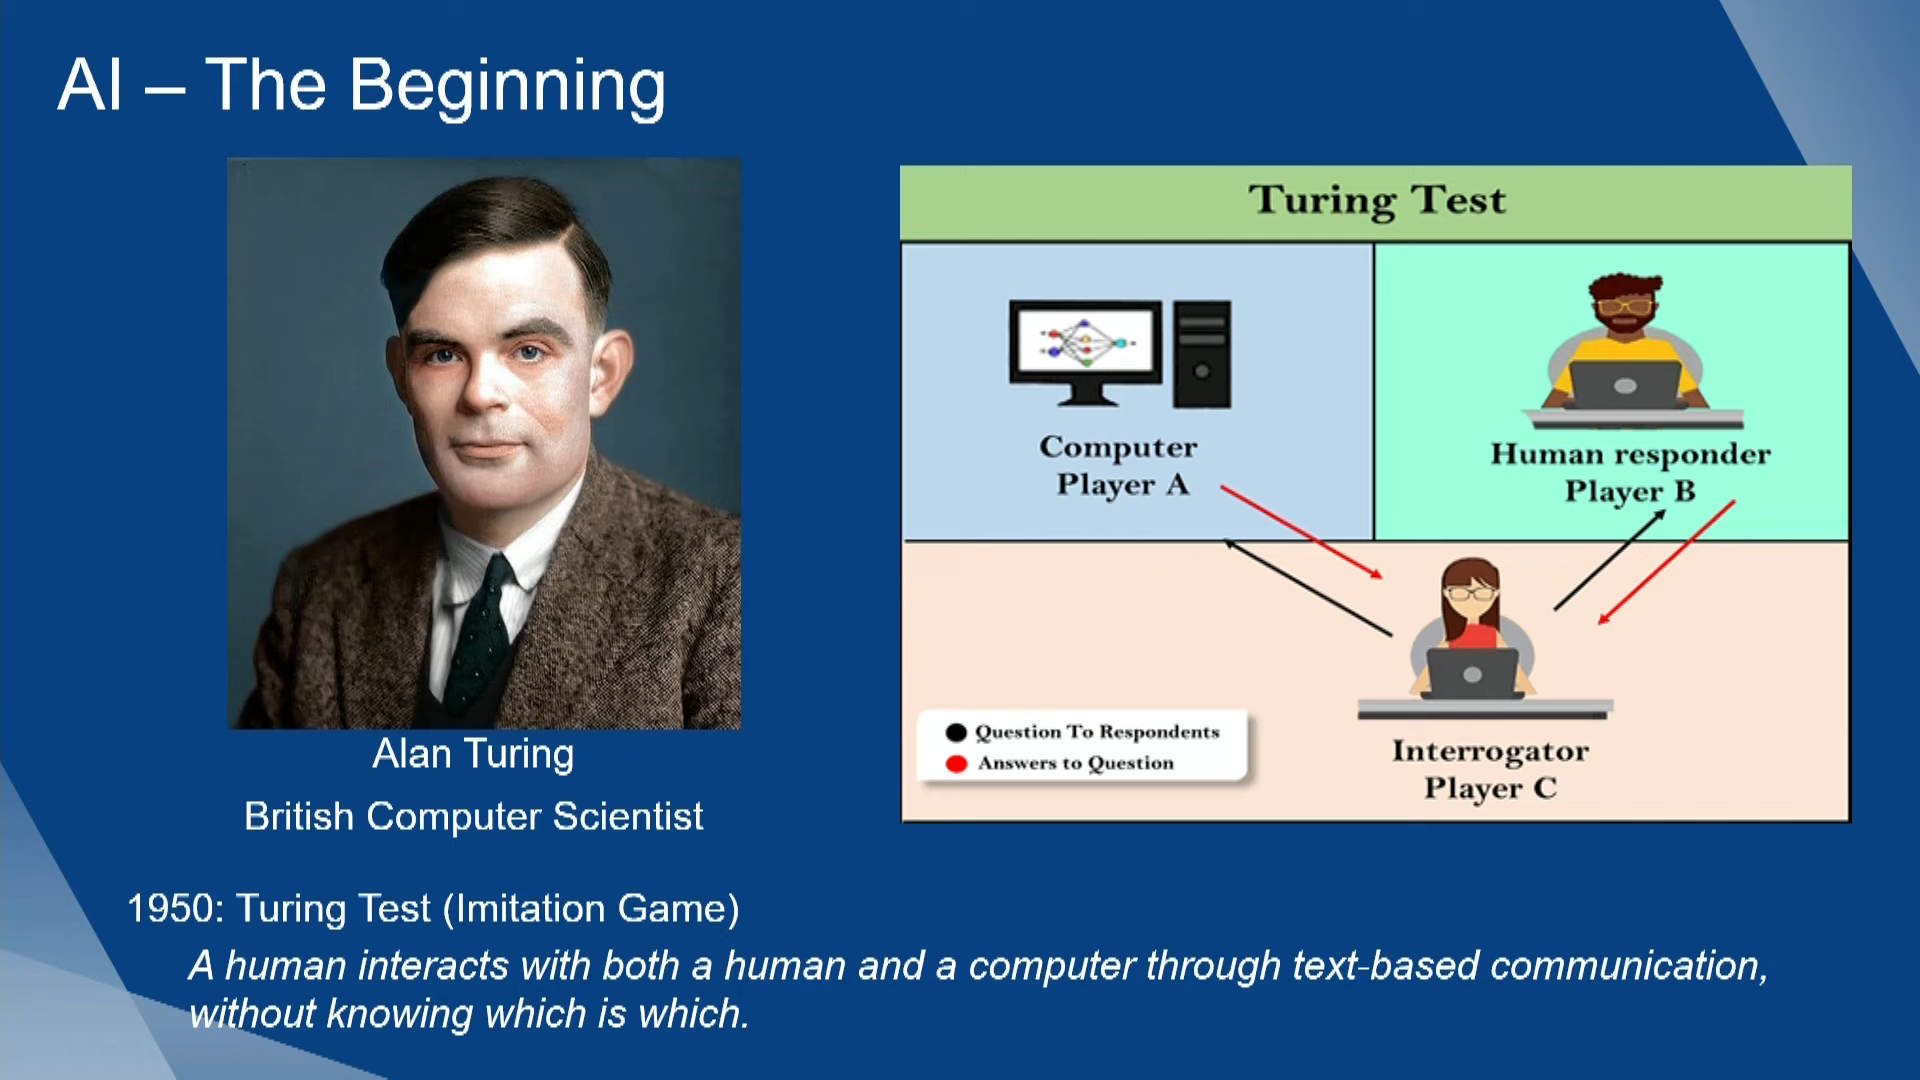 AI – The Beginning
Turing Test
Computer
Player A
Human responder
Player B
Question To Respondents
Answers to Question
Interrogator
Player C
Alan Turing
British Computer Scientist
1950: Turing Test (Imitation Game)
A human interacts with both a human and a computer through text-based communication,
without knowing which is which.